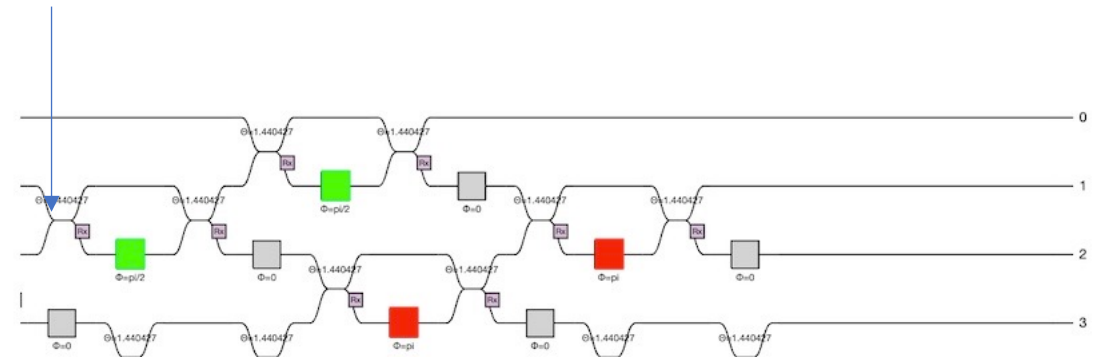 0
Θ=1.440427 Θ=1.440427
Rx Rx
1
Φ=pi/2 Φ=0
Θ=1.440427 Θ=1.440427 Θ=1.440427 Θ=1.440427
Rx Rx Rx Rx
2
Φ=pi/2 Φ=0 Θ=1.440427 Θ=1.440427 Φ=pi Φ=0
Rx Rx
3
Φ=0 Θ=1.440427 Θ=1.440427 Φ=pi Φ=0 Θ=1.440427 Θ=1.440427